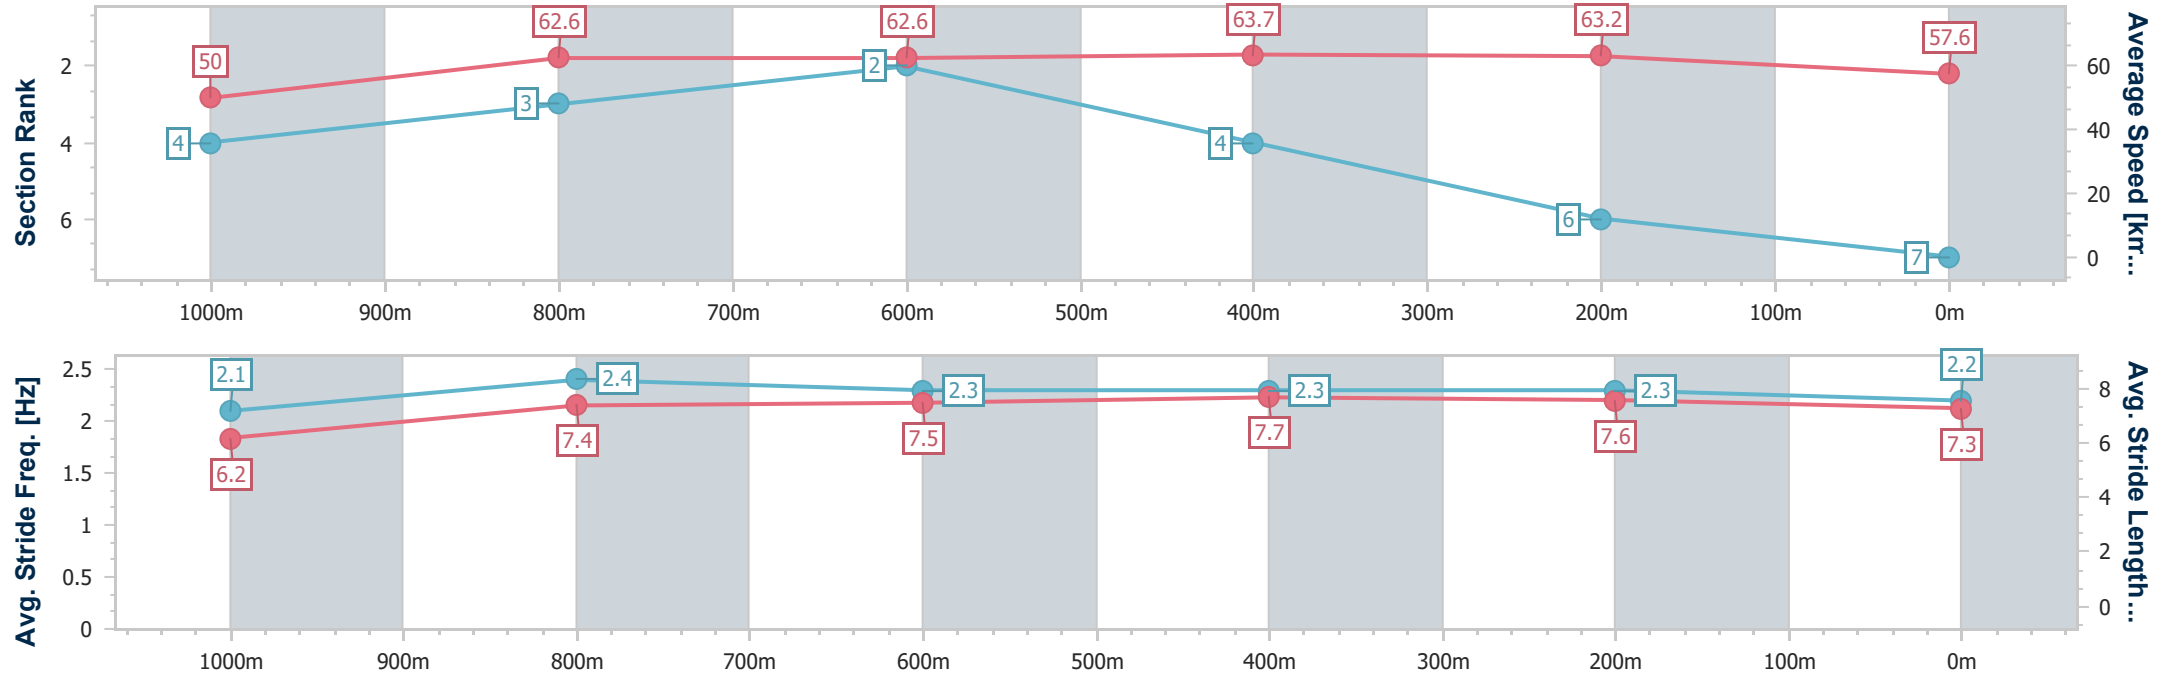 Section Rank
2
4
6
50
62.6
62.6
63.7
63.2
57.6
4
3
2
4
6
7
60
40
20
0
Average Speed [km...
1000m
900m
800m
700m
600m
500m
400m
300m
200m
100m
0m
Avg. Stride Freq. [Hz]
2.5
2
1.5
1
0.5
0
2.1
2.4
2.3
2.3
2.3
2.2
6.2
7.4
7.5
7.7
7.6
7.3
8
6
4
2
0
Avg. Stride Length...
1000m
900m
800m
700m
600m
500m
400m
300m
200m
100m
0m